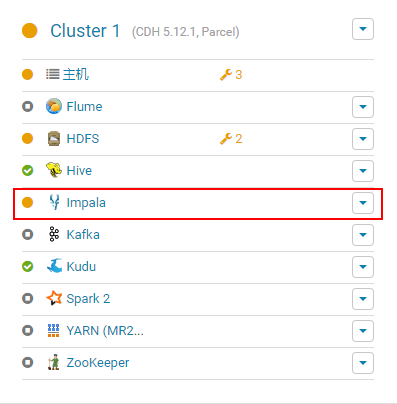 Cluster 1 (CDH 5.12.1, Parcel)
主机 3
Flume
HDFS 2
Hive
Impala
Kafka
Kudu
Spark 2
YARN (MR2...
ZooKeeper